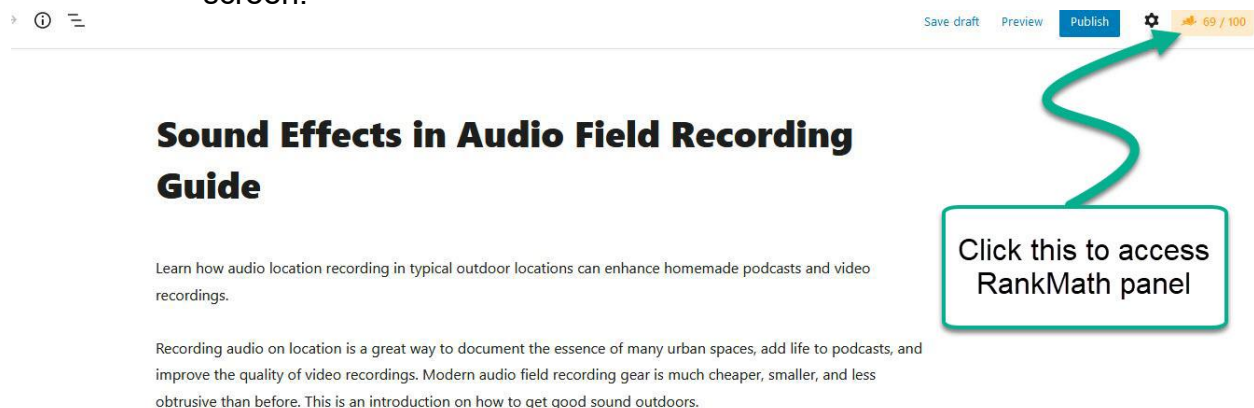 screen.
Save draft Preview Publish 69 / 100
Sound Effects in Audio Field Recording
Guide
Click this to access
RankMath panel
Learn how audio location recording in typical outdoor locations can enhance homemade podcasts and video
recordings.
Recording audio on location is a great way to document the essence of many urban spaces, add life to podcasts, and
improve the quality of video recordings. Modern audio field recording gear is much cheaper, smaller, and less
obtrusive than before. This is an introduction on how to get good sound outdoors.